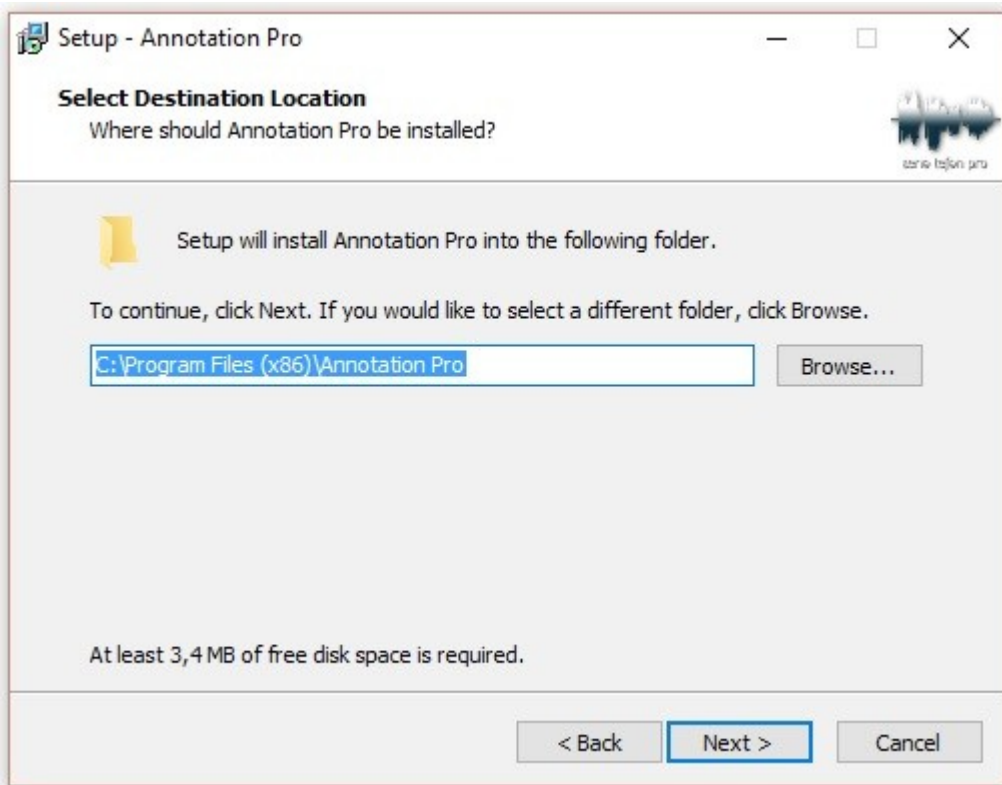 Setup - Annotation Pro
Select Destination Location
Where should Annotation Pro be installed?
Setup will install Annotation Pro into the following folder.
To continue, click Next. If you would like to select a different folder, click Browse.
C:\Program Files (x86)\Annotation Pro
Browse...
At least 3,4 MB of free disk space is required.
< Back
Next >
Cancel